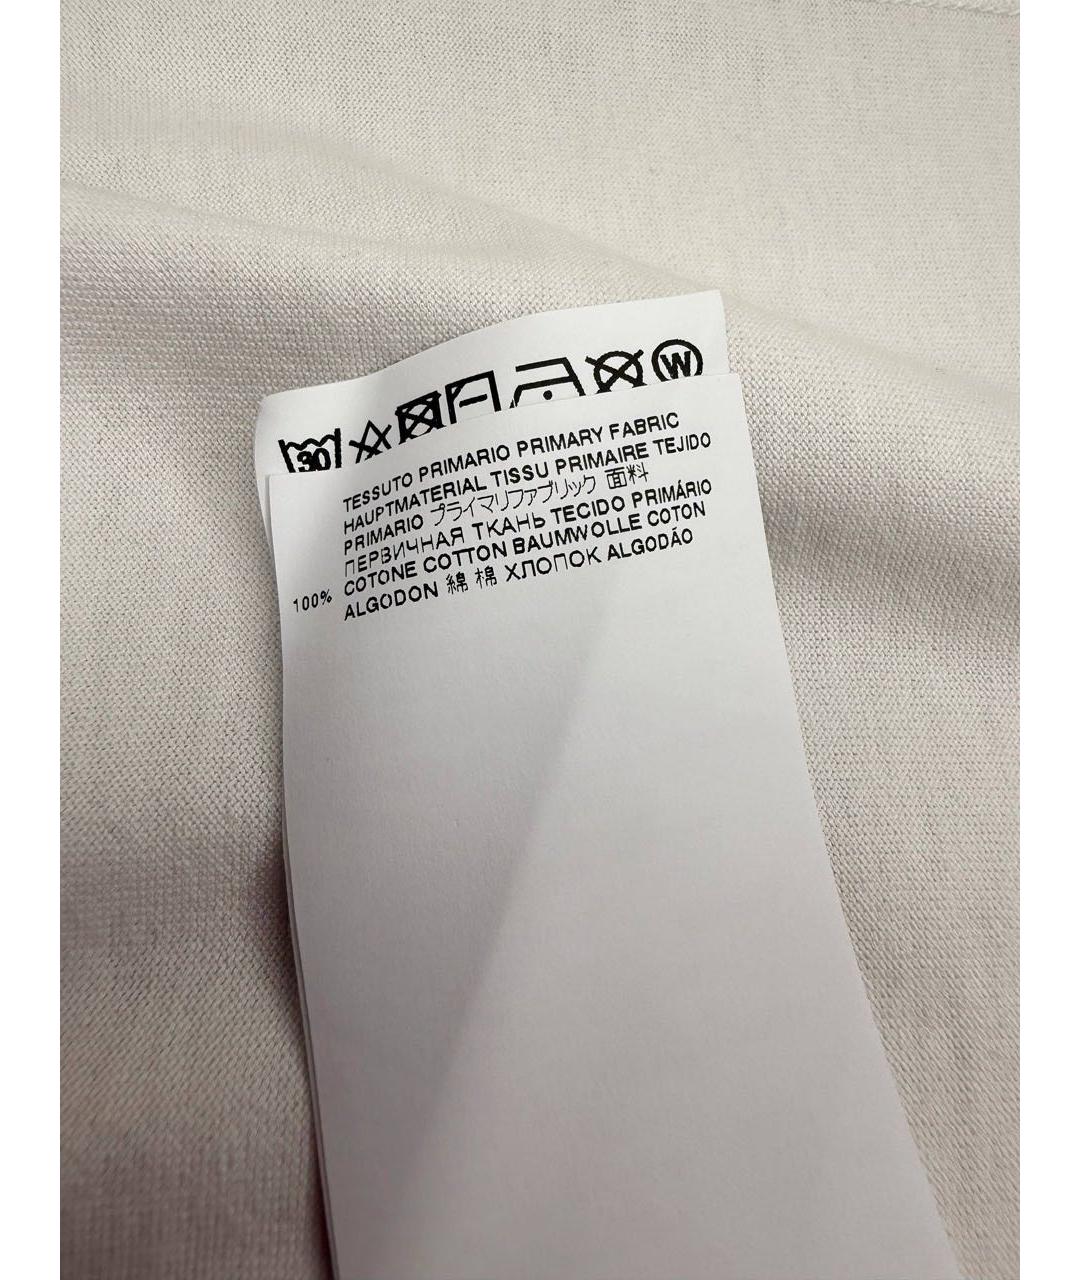 30 W
TESSUTO PRIMARIO PRIMARY FABRIC
HAUPTMATERIAL TISSU PRIMAIRE TEJIDO
PRIMARIO プライマリファブリック 面料
ПЕРВИЧНАЯ ТКАНЬ TECIDO PRIMÁRIO
COTONE COTTON BAUMWOLLE COTON
100% ALGODON 綿 棉 ХЛОПОК ALGODÃO